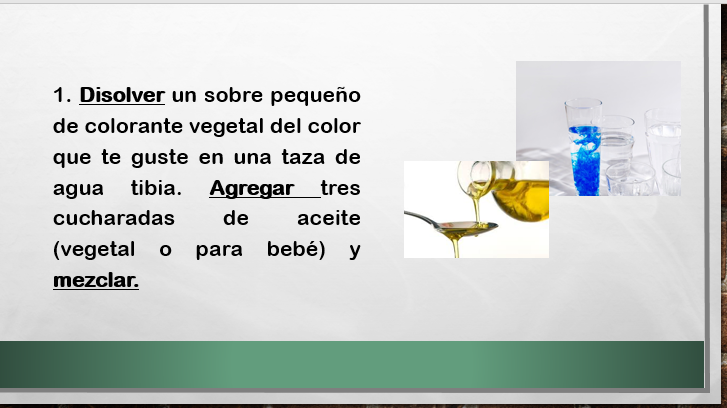 1. Disolver un sobre pequeño
de colorante vegetal del color
que te guste en una taza de
agua tibia. Agregar tres
cucharadas de aceite
(vegetal o para bebé) y
mezclar.